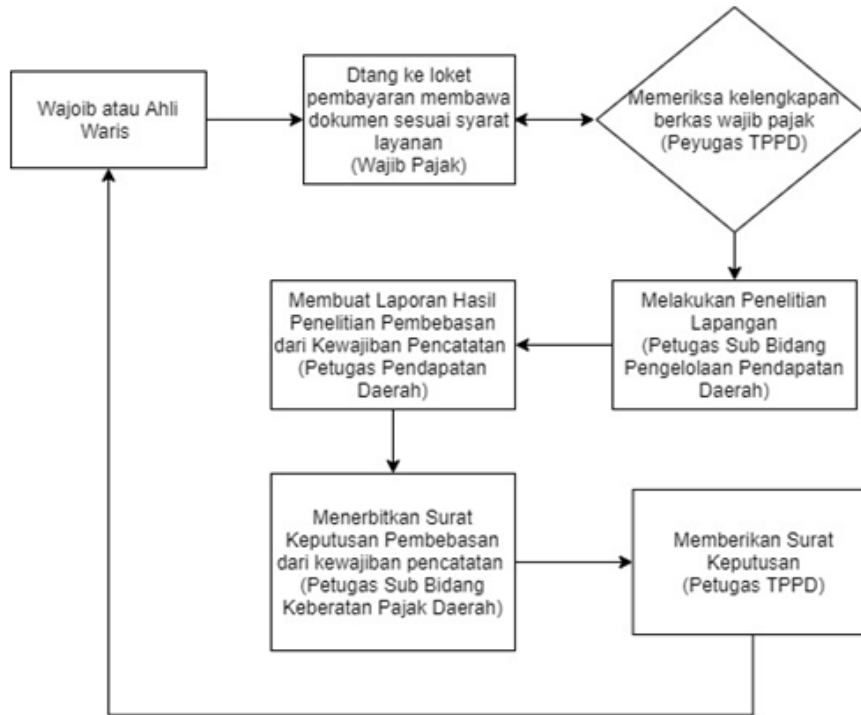 Wajoib atau Ahli
Waris
Dtang ke loket
pembayaran membawa
dokumen sesuai syarat
layanan
(Wajib Pajak)
Memeriksa kelengkapan
berkas wajib pajak
(Peyugas TPPD)
Melakukan Penelitian
Lapangan
(Petugas Sub Bidang
Pengelolaan Pendapatan
Daerah)
Membuat Laporan Hasil
Penelitian Pembebasan
dari Kewajiban Pencatatan
(Petugas Pendapatan
Daerah)
Menerbitkan Surat
Keputusan Pembebasan
dari kewajiban pencatatan
(Petugas Sub Bidang
Keberatan Pajak Daerah)
Memberikan Surat
Keputusan
(Petugas TPPD)